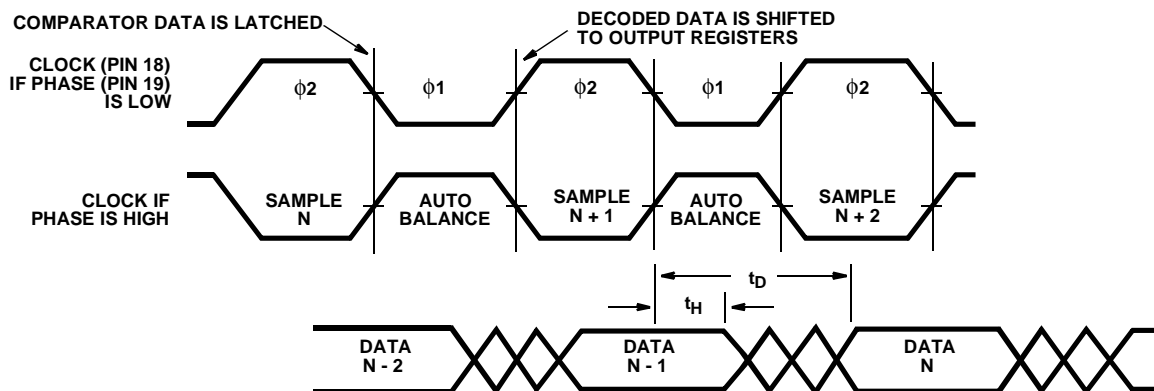 COMPARATOR DATA IS LATCHED
DECODED DATA IS SHIFTED
TO OUTPUT REGISTERS
CLOCK (PIN 18)
IF PHASE (PIN 19)
IS LOW
ϕ2
ϕ1
ϕ2
ϕ1
ϕ2
CLOCK IF
PHASE IS HIGH
SAMPLE
N
AUTO
BALANCE
SAMPLE
N + 1
AUTO
BALANCE
SAMPLE
N + 2
tD
tH
DATA
N - 2
DATA
N - 1
DATA
N